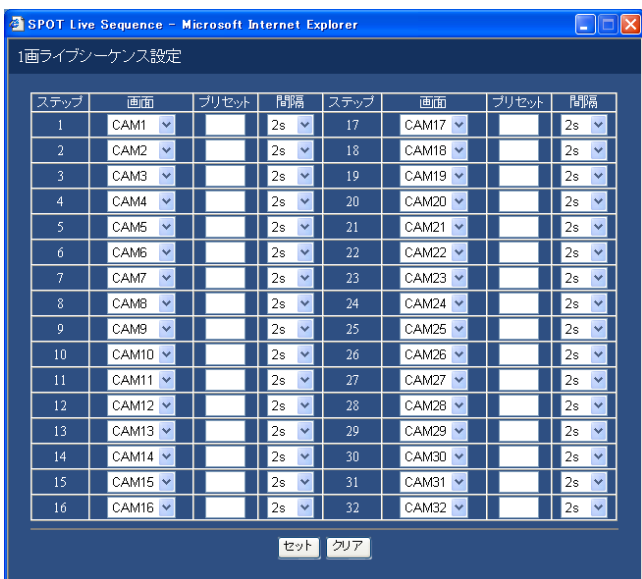 SPOT Live Sequence - Microsoft Internet Explorer
1画ライブシーケンス設定
ステップ 画面 プリセット 間隔 ステップ 画面 プリセット 間隔
1 CAM1 2s 17 CAM17 2s
2 CAM2 2s 18 CAM18 2s
3 CAM3 2s 19 CAM19 2s
4 CAM4 2s 20 CAM20 2s
5 CAM5 2s 21 CAM21 2s
6 CAM6 2s 22 CAM22 2s
7 CAM7 2s 23 CAM23 2s
8 CAM8 2s 24 CAM24 2s
9 CAM9 2s 25 CAM25 2s
10 CAM10 2s 26 CAM26 2s
11 CAM11 2s 27 CAM27 2s
12 CAM12 2s 28 CAM28 2s
13 CAM13 2s 29 CAM29 2s
14 CAM14 2s 30 CAM30 2s
15 CAM15 2s 31 CAM31 2s
16 CAM16 2s 32 CAM32 2s
セット クリア